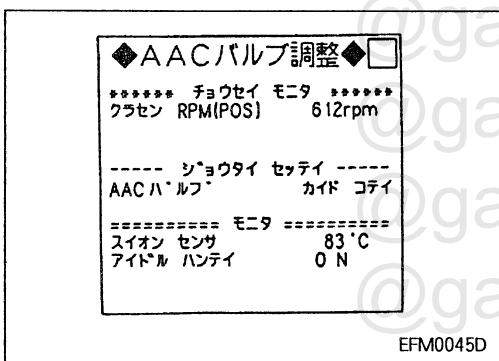 ◆AACバルブ調整◆□
****** チョウセイ モニタ ******
クラセン RPM(POS) 612rpm
----- ジョウタイ セッテイ -----
AACバルブ カイド コテイ
========== モニタ ==========
スイオン センサ 83°C
アイドル ハンテイ ON
EFM0045D
@ga
@ga
@ga